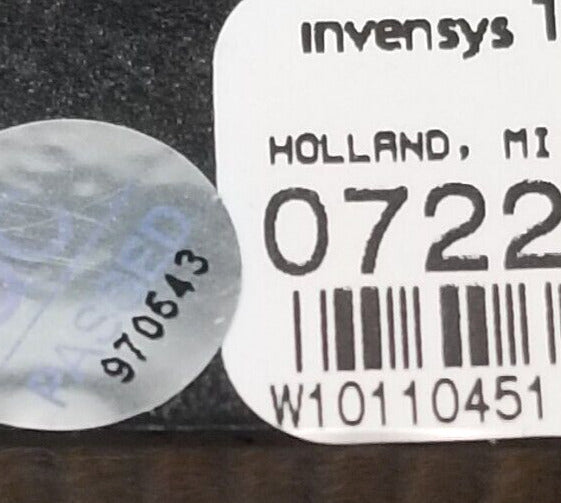 invensys
HOLLAND, MI
0722
W10110451
PASSED
970643